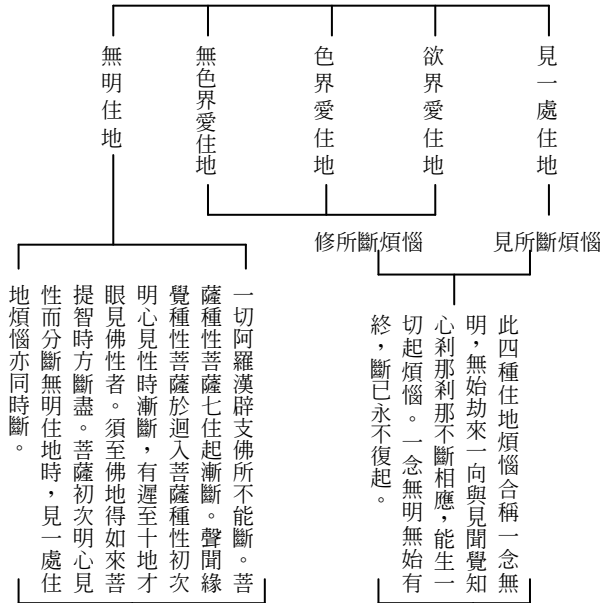 見一處住地
欲界愛住地
色界愛住地
無色界愛住地
無明住地
見所斷煩惱
修所斷煩惱
此四種住地煩惱合稱一念無
明，無始劫來一向與見聞覺知
心剎那剎那不斷相應，能生一
切起煩惱。一念無明無始有
終，斷已永不復起。
一切阿羅漢辟支佛所不能斷。菩
薩種性菩薩七住起漸斷。聲聞緣
覺種性菩薩於迴入菩薩種性初次
明心見性時漸斷，有遲至十地才
眼見佛性者。須至佛地得如來菩
提智時方斷盡。菩薩初次明心見
性而分斷無明住地時，見一處住
地煩惱亦同時斷。